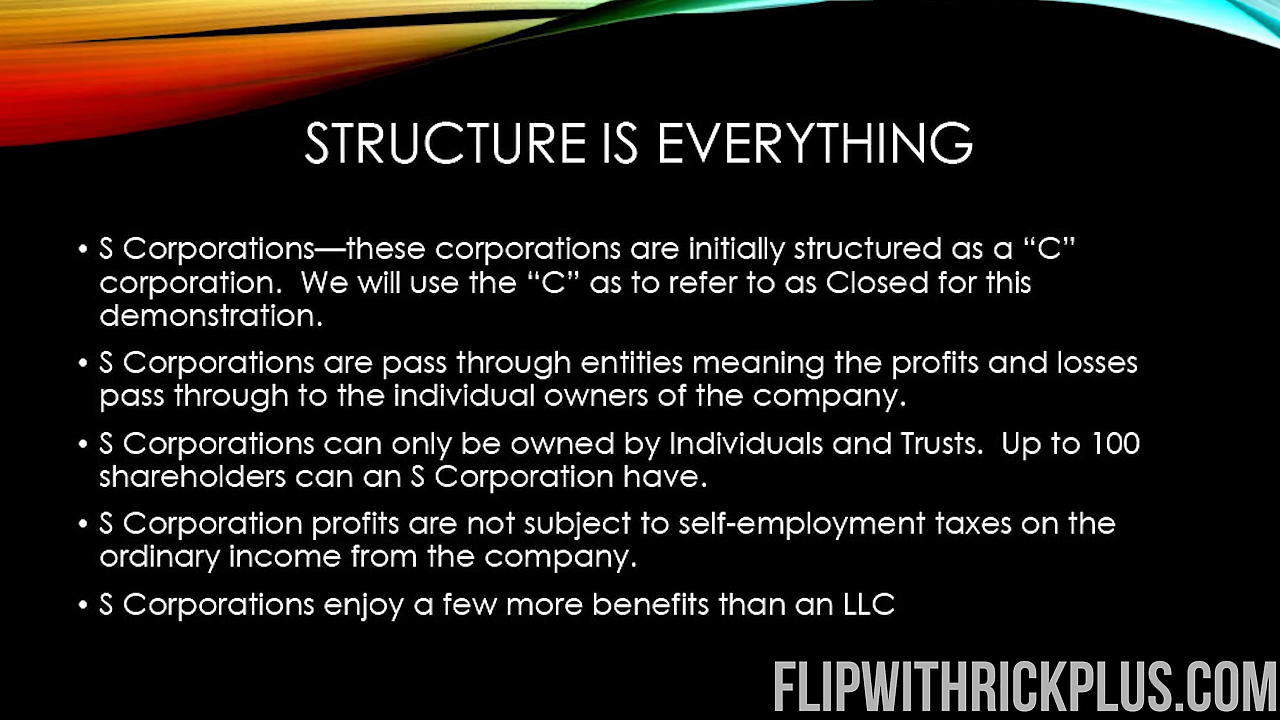 STRUCTURE IS EVERYTHING
• S Corporations—these corporations are initially structured as a “C”
corporation.  We will use the “C” as to refer to as Closed for this
demonstration.
• S Corporations are pass through entities meaning the profits and losses
pass through to the individual owners of the company.
• S Corporations can only be owned by Individuals and Trusts.  Up to 100
shareholders can an S Corporation have.
• S Corporation profits are not subject to self-employment taxes on the
ordinary income from the company.
• S Corporations enjoy a few more benefits than an LLC
FLIPWITHRICKPLUS.COM